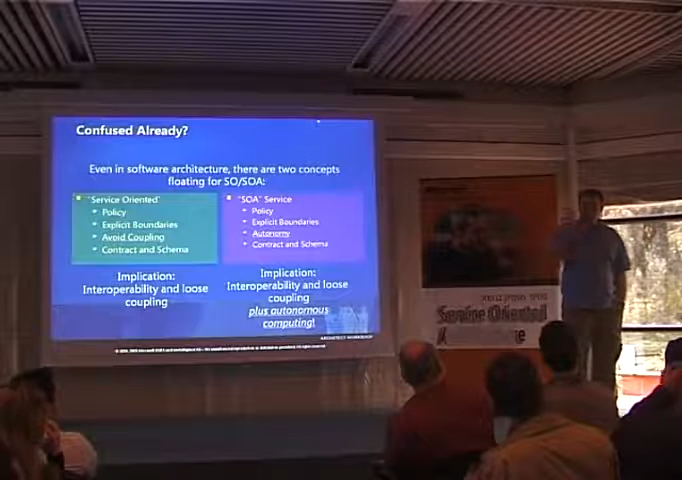 Confused Already?
Even in software architecture, there are two concepts
floating for SO/SOA:
"Service Oriented"
Policy
Explicit Boundaries
Avoid Coupling
Contract and Schema
Implication:
Interoperability and loose
coupling
"SOA" Service
Policy
Explicit Boundaries
Autonomy
Contract and Schema
Implication:
Interoperability and loose
coupling
plus autonomous
computing!
ARCHITECT WORKSHOP
Service Oriented